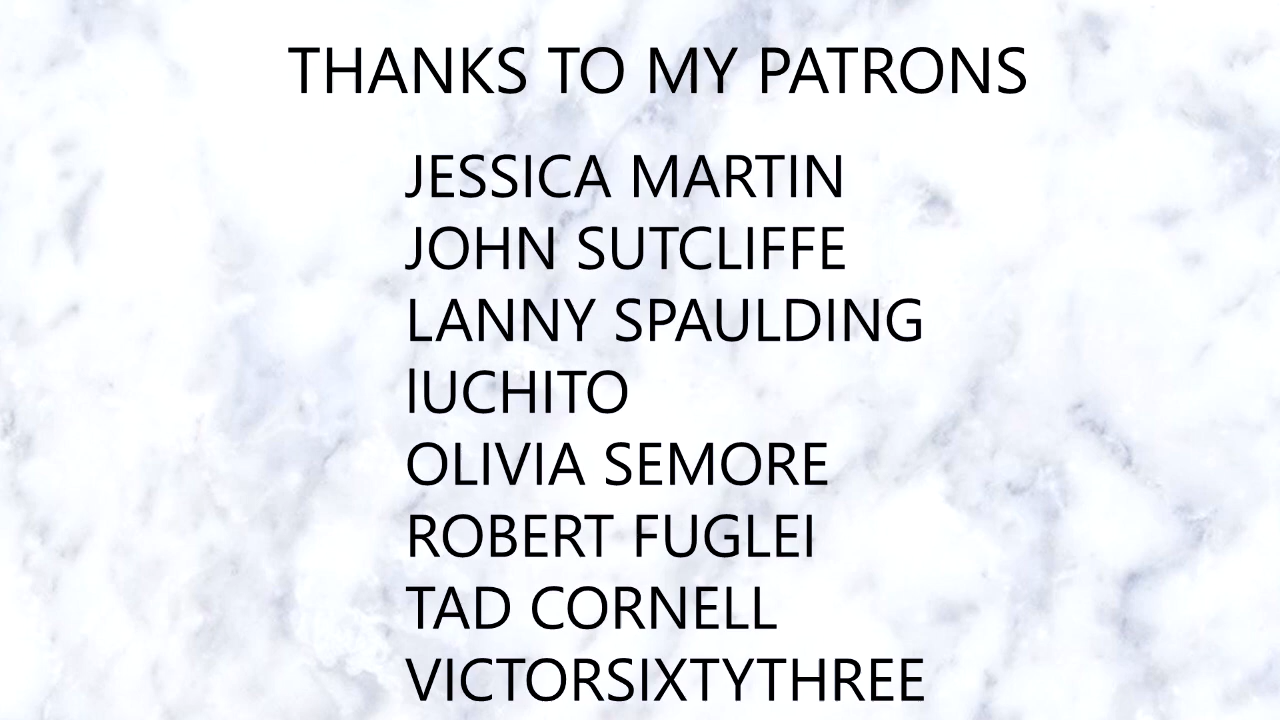 THANKS TO MY PATRONS
JESSICA MARTIN
JOHN SUTCLIFFE
LANNY SPAULDING
lUCHITO
OLIVIA SEMORE
ROBERT FUGLEI
TAD CORNELL
VICTORSIXTYTHREE